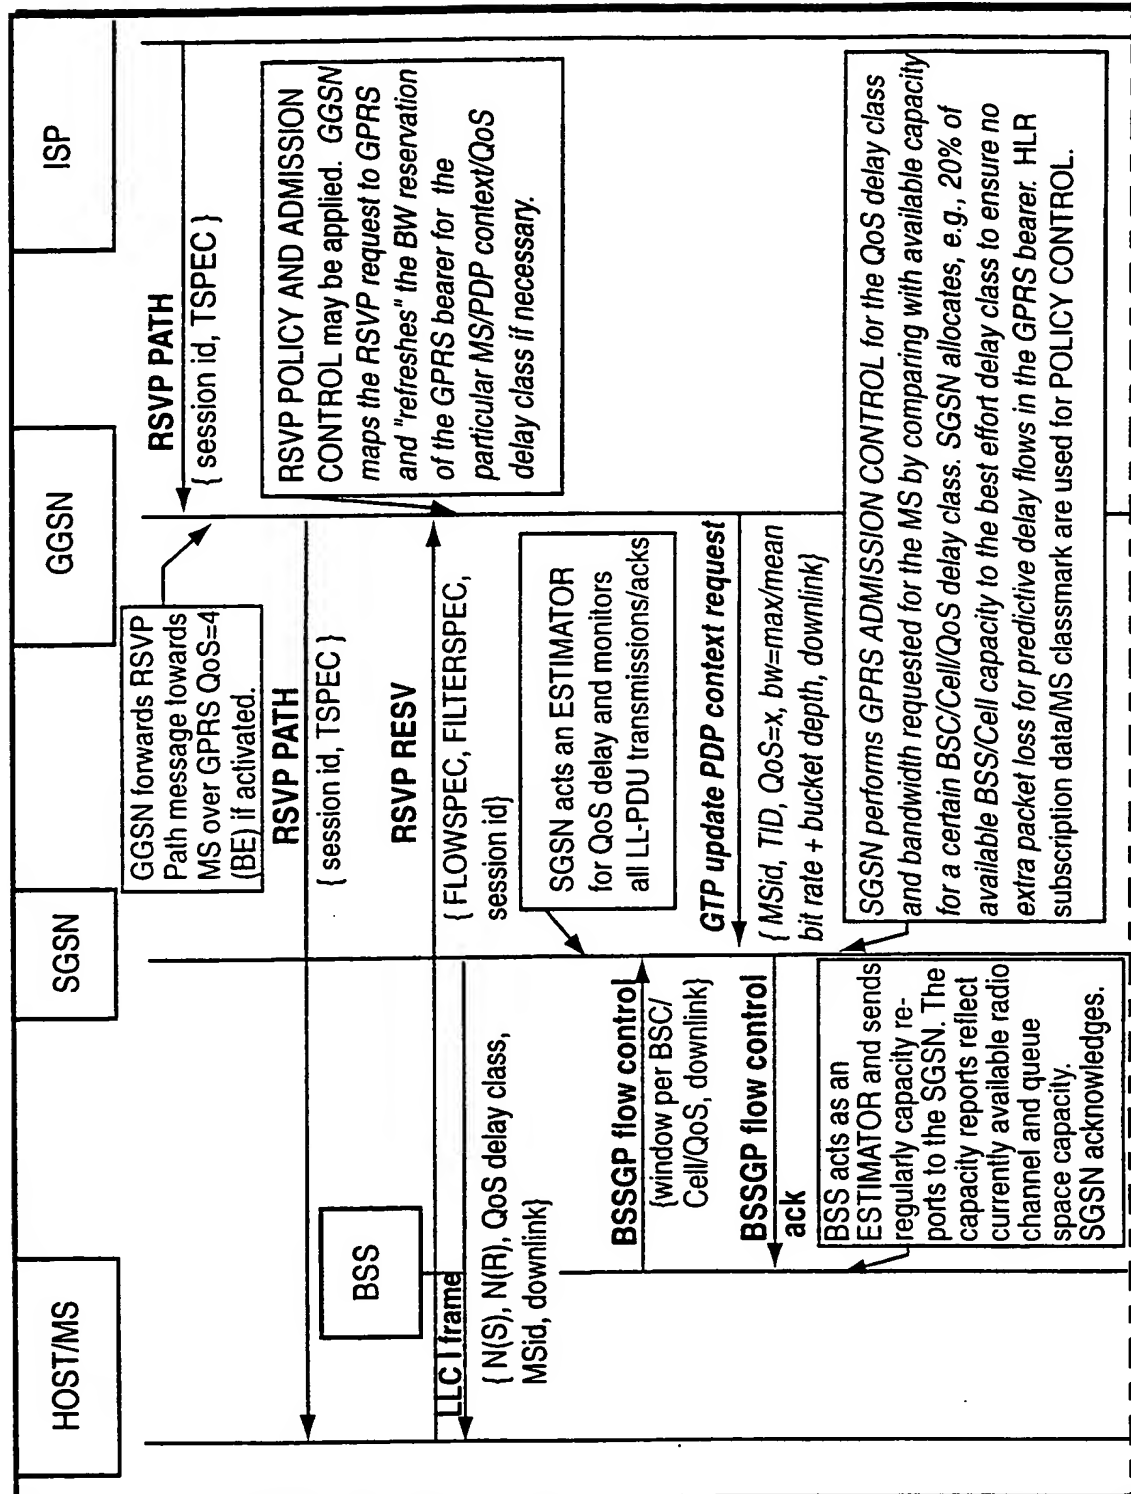 HOST/MS
SGSN
GGSN
ISP
RSVP PATH
{ session id, TSPEC }
GGSN forwards RSVP
Path message towards
MS over GPRS QoS=4
(BE) if activated.
RSVP PATH
{ session id, TSPEC }
RSVP POLICY AND ADMISSION
CONTROL may be applied. GGSN
maps the RSVP request to GPRS
and "refreshes" the BW reservation
of the GPRS bearer for the
particular MS/PDP context/QoS
delay class if necessary.
BSS
RSVP RESV
{ FLOWSPEC, FILTERSPEC,
session id}
LLC I frame
{ N(S), N(R), QoS delay class,
MSid, downlink}
SGSN acts an ESTIMATOR
for QoS delay and monitors
all LL-PDU transmissions/acks
BSSGP flow control
{window per BSC/
Cell/QoS, downlink}
GTP update PDP context request
{ MSid, TID, QoS=x, bw=max/mean
bit rate + bucket depth, downlink}
BSSGP flow control
ack
BSS acts as an
ESTIMATOR and sends
regularly capacity re-
ports to the SGSN. The
capacity reports reflect
currently available radio
channel and queue
space capacity.
SGSN acknowledges.
SGSN performs GPRS ADMISSION CONTROL for the QoS delay class
and bandwidth requested for the MS by comparing with available capacity
for a certain BSC/Cell/QoS delay class. SGSN allocates, e.g., 20% of
available BSS/Cell capacity to the best effort delay class to ensure no
extra packet loss for predictive delay flows in the GPRS bearer. HLR
subscription data/MS classmark are used for POLICY CONTROL.